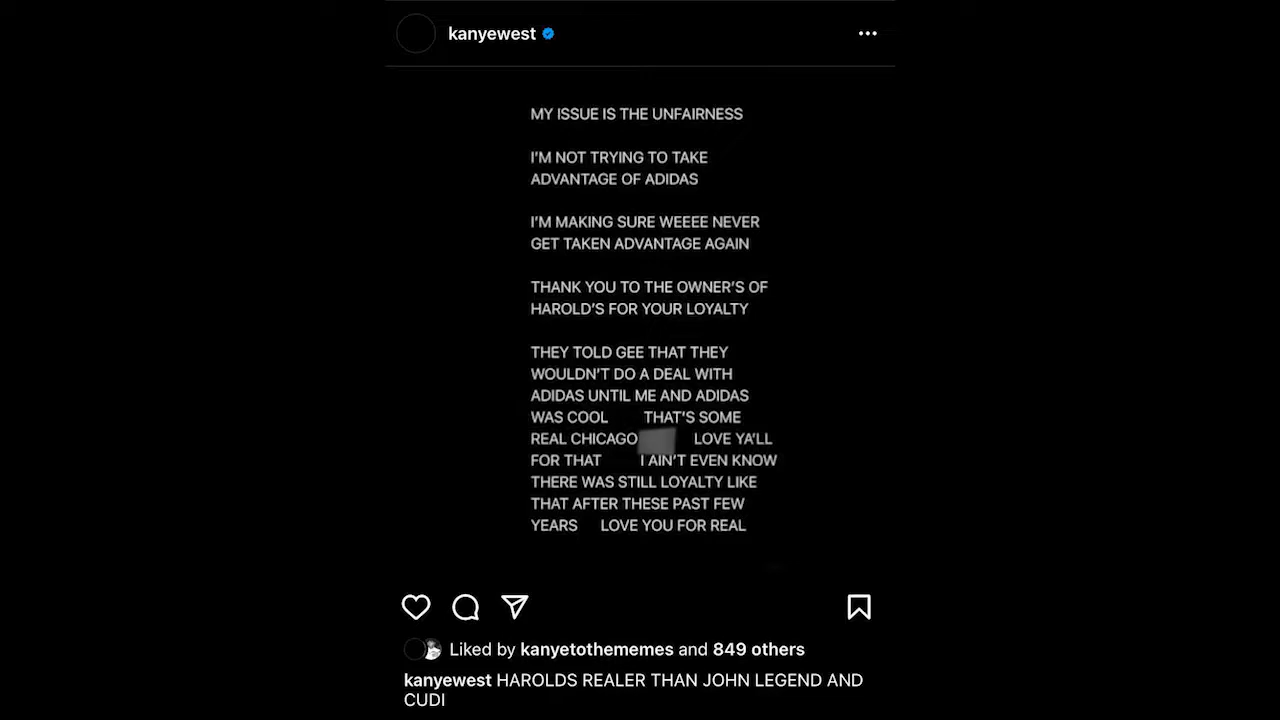 kanyewest
MY ISSUE IS THE UNFAIRNESS
I'M NOT TRYING TO TAKE
ADVANTAGE OF ADIDAS
I'M MAKING SURE WEEEE NEVER
GET TAKEN ADVANTAGE AGAIN
THANK YOU TO THE OWNER'S OF
HAROLD'S FOR YOUR LOYALTY
THEY TOLD GEE THAT THEY
WOULDN'T DO A DEAL WITH
ADIDAS UNTIL ME AND ADIDAS
WAS COOL THAT'S SOME
REAL CHICAGO LOVE YA'LL
FOR THAT I AIN'T EVEN KNOW
THERE WAS STILL LOYALTY LIKE
THAT AFTER THESE PAST FEW
YEARS LOVE YOU FOR REAL
Liked by kanyetothememes and 849 others
kanyewest HAROLDS REALER THAN JOHN LEGEND AND
CUDI